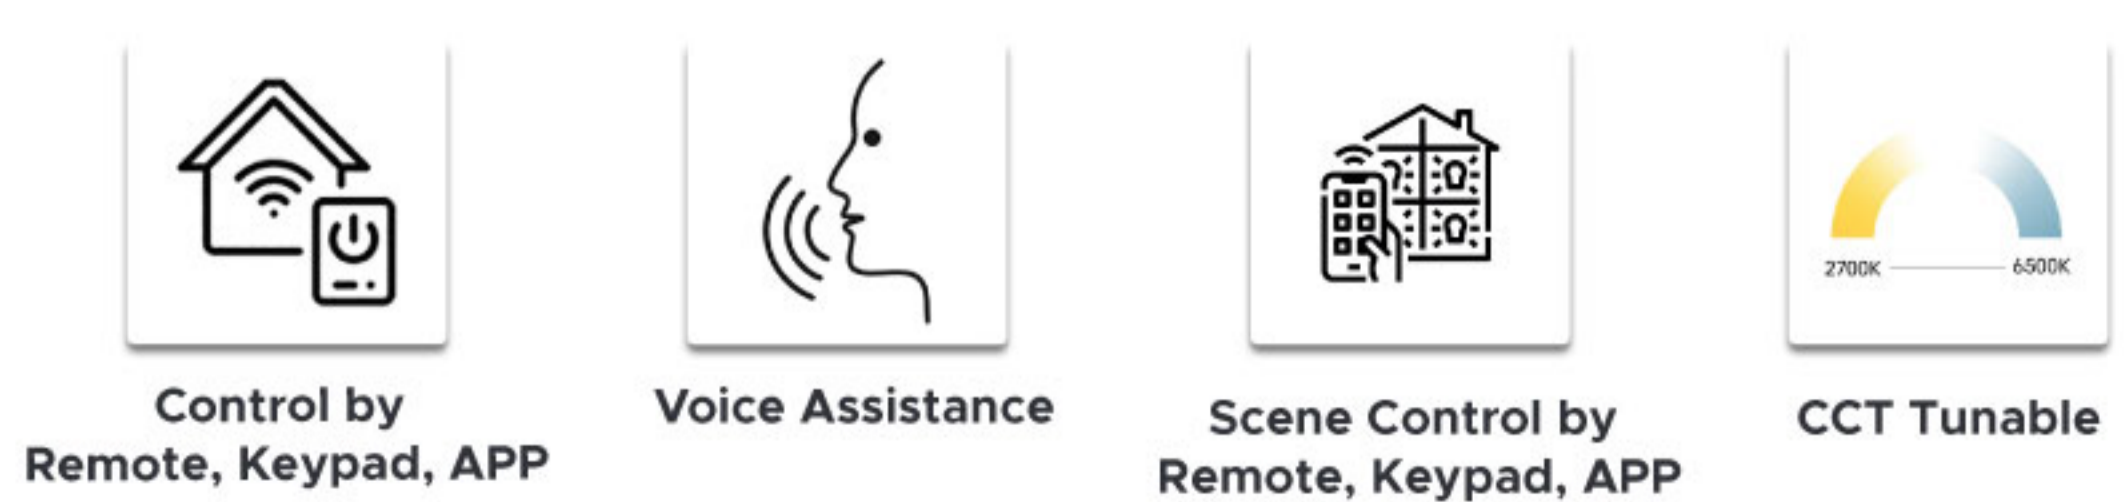 2700K
6500K
Control by
Remote, Keypad, APP
Voice Assistance
Scene Control by
Remote, Keypad, APP
CCT Tunable